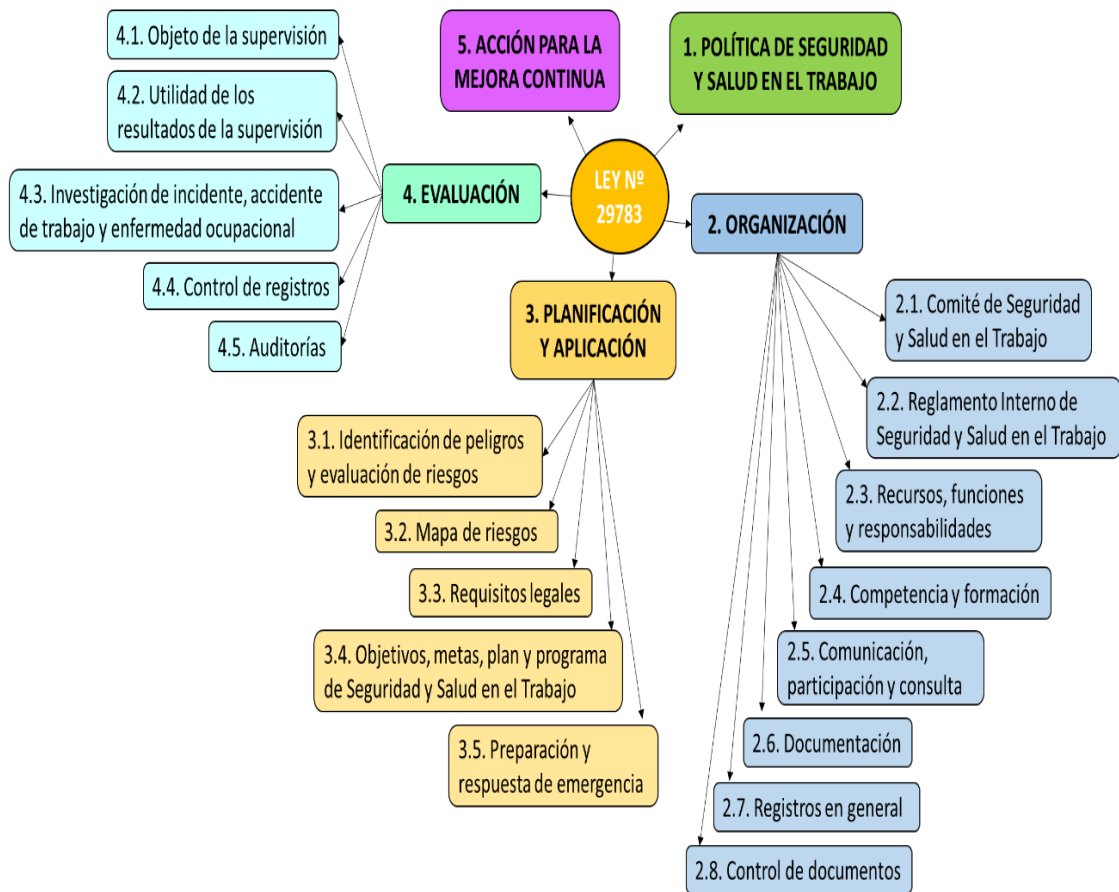 LEY Nº
29783
1. POLÍTICA DE SEGURIDAD
Y SALUD EN EL TRABAJO
2. ORGANIZACIÓN
2.1. Comité de Seguridad
y Salud en el Trabajo
2.2. Reglamento Interno de
Seguridad y Salud en el Trabajo
2.3. Recursos, funciones
y responsabilidades
2.4. Competencia y formación
2.5. Comunicación,
participación y consulta
2.6. Documentación
2.7. Registros en general
2.8. Control de documentos
3. PLANIFICACIÓN
Y APLICACIÓN
3.1. Identificación de peligros
y evaluación de riesgos
3.2. Mapa de riesgos
3.3. Requisitos legales
3.4. Objetivos, metas, plan y programa
de Seguridad y Salud en el Trabajo
3.5. Preparación y
respuesta de emergencia
4. EVALUACIÓN
4.1. Objeto de la supervisión
4.2. Utilidad de los
resultados de la supervisión
4.3. Investigación de incidente, accidente
de trabajo y enfermedad ocupacional
4.4. Control de registros
4.5. Auditorías
5. ACCIÓN PARA LA
MEJORA CONTINUA